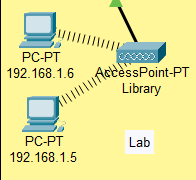 PC-PT
192.168.1.6
AccessPoint-PT
Library
PC-PT
192.168.1.5
Lab